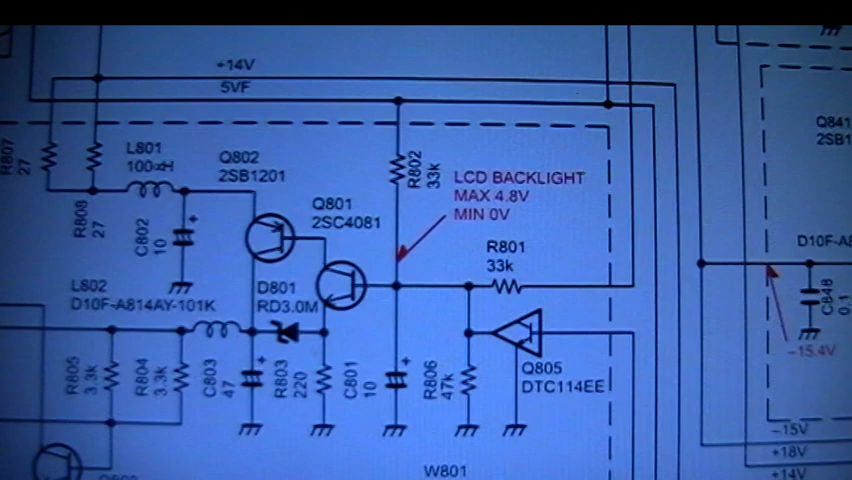 +14V
5VF
R807
27
L801
100µH
Q802
2SB1201
R802
33k
LCD BACKLIGHT
MAX 4.8V
MIN 0V
Q841
2SB1
Q801
2SC4081
R808
27
C802
10
+
R801
33k
D10F-A8
L802
D10F-A814AY-101K
D801
RD3.0M
C848
0.1
-15.4V
R805
3.3k
R804
3.3k
C803
47
+
R803
220
C801
10
+
R806
47k
Q805
DTC114EE
-15V
+18V
+14V
W801